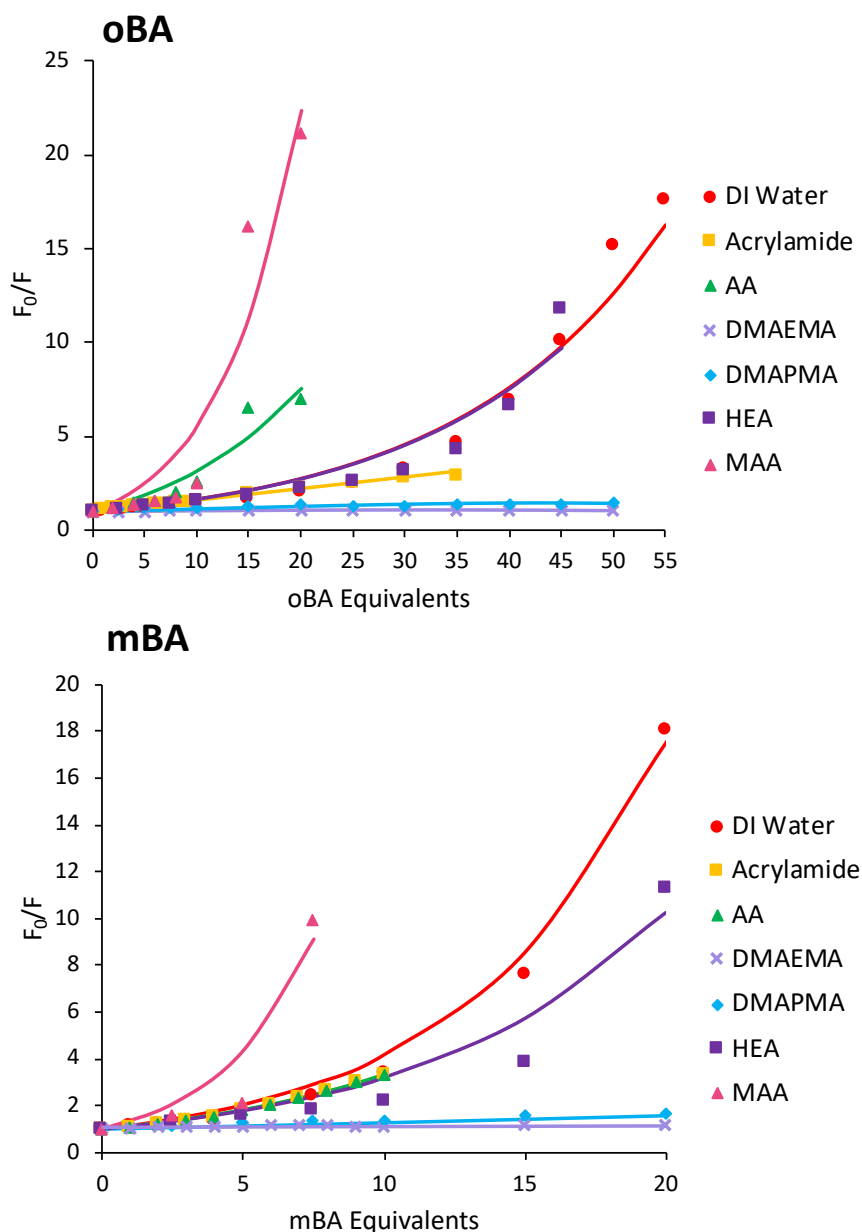 oBA
25
20
15
10
5
0
F₀/F
0 5 10 15 20 25 30 35 40 45 50 55
oBA Equivalents
DI Water
Acrylamide
AA
DMAEMA
DMAPMA
HEA
MAA
mBA
20
18
16
14
12
10
8
6
4
2
0
F₀/F
0 5 10 15 20
mBA Equivalents
DI Water
Acrylamide
AA
DMAEMA
DMAPMA
HEA
MAA